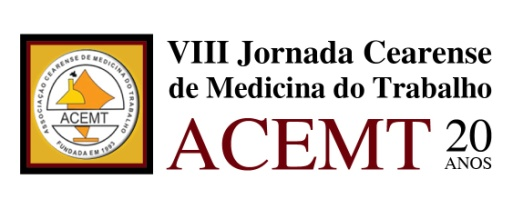 ASSOCIAÇÃO CEARENSE DE MEDICINA DO TRABALHO
ACEMT
FUNDADA EM 1993
VIII Jornada Cearense
de Medicina do Trabalho
ACEMT 20
ANOS